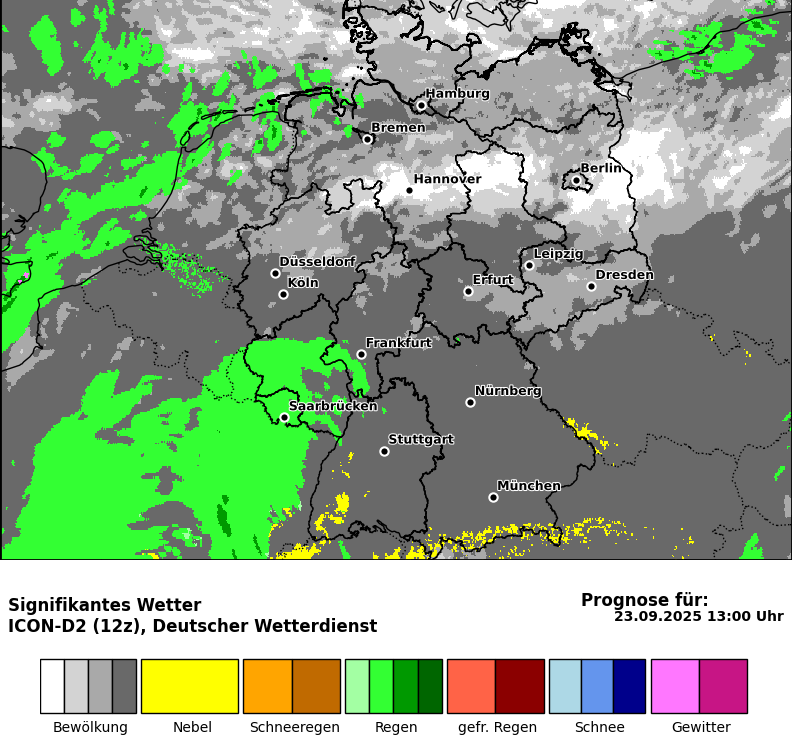 Hamburg
Bremen
Berlin
Hannover
Leipzig
Düsseldorf
Dresden
Erfurt
Köln
Frankfurt
Nürnberg
Saarbrücken
Stuttgart
München
Signifikantes Wetter
ICON-D2 (12z), Deutscher Wetterdienst
Prognose für:
23.09.2025 13:00 Uhr
Bewölkung Nebel Schneeregen Regen gefr. Regen Schnee Gewitter